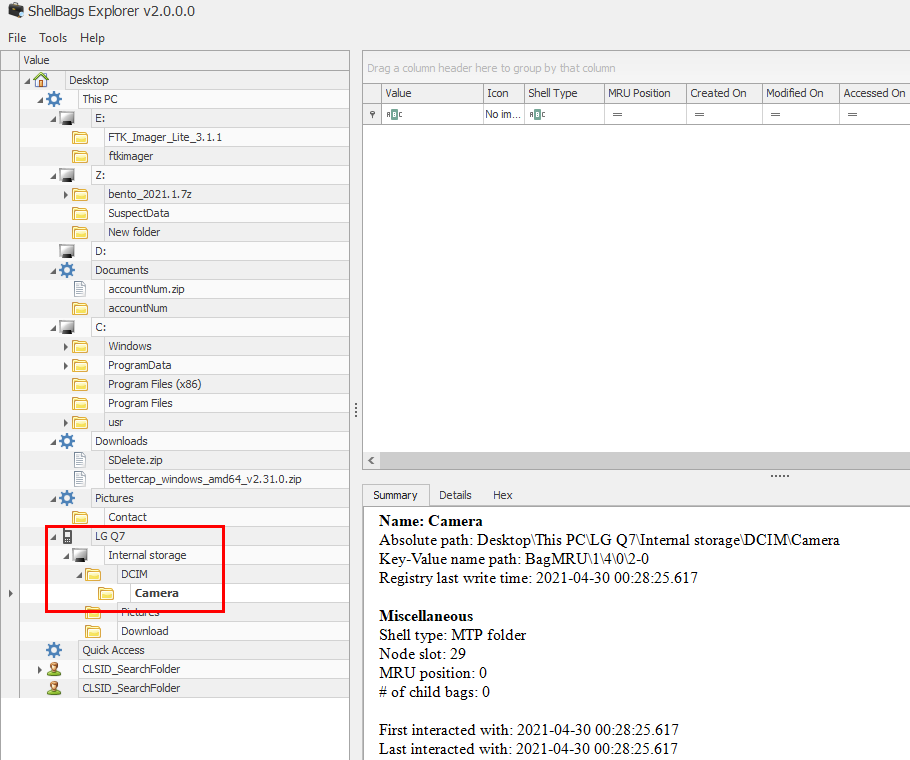 ShellBags Explorer v2.0.0.0
File Tools Help
Value
Desktop
This PC
E:
FTK_Imager_Lite_3.1.1
ftkimager
Z:
bento_2021.1.7z
SuspectData
New folder
D:
Documents
accountNum.zip
accountNum
C:
Windows
ProgramData
Program Files (x86)
Program Files
usr
Downloads
SDelete.zip
bettercap_windows_amd64_v2.31.0.zip
Pictures
Contact
LG Q7
Internal storage
DCIM
Camera
Pictures
Download
Quick Access
CLSID_SearchFolder
CLSID_SearchFolder
Drag a column header here to group by that column
Value Icon Shell Type MRU Position Created On Modified On Accessed On
ABC No im... ABC = = = =
Summary Details Hex
Name: Camera
Absolute path: Desktop\This PC\LG Q7\Internal storage\DCIM\Camera
Key-Value name path: BagMRU\1\4\0\2-0
Registry last write time: 2021-04-30 00:28:25.617
Miscellaneous
Shell type: MTP folder
Node slot: 29
MRU position: 0
# of child bags: 0
First interacted with: 2021-04-30 00:28:25.617
Last interacted with: 2021-04-30 00:28:25.617